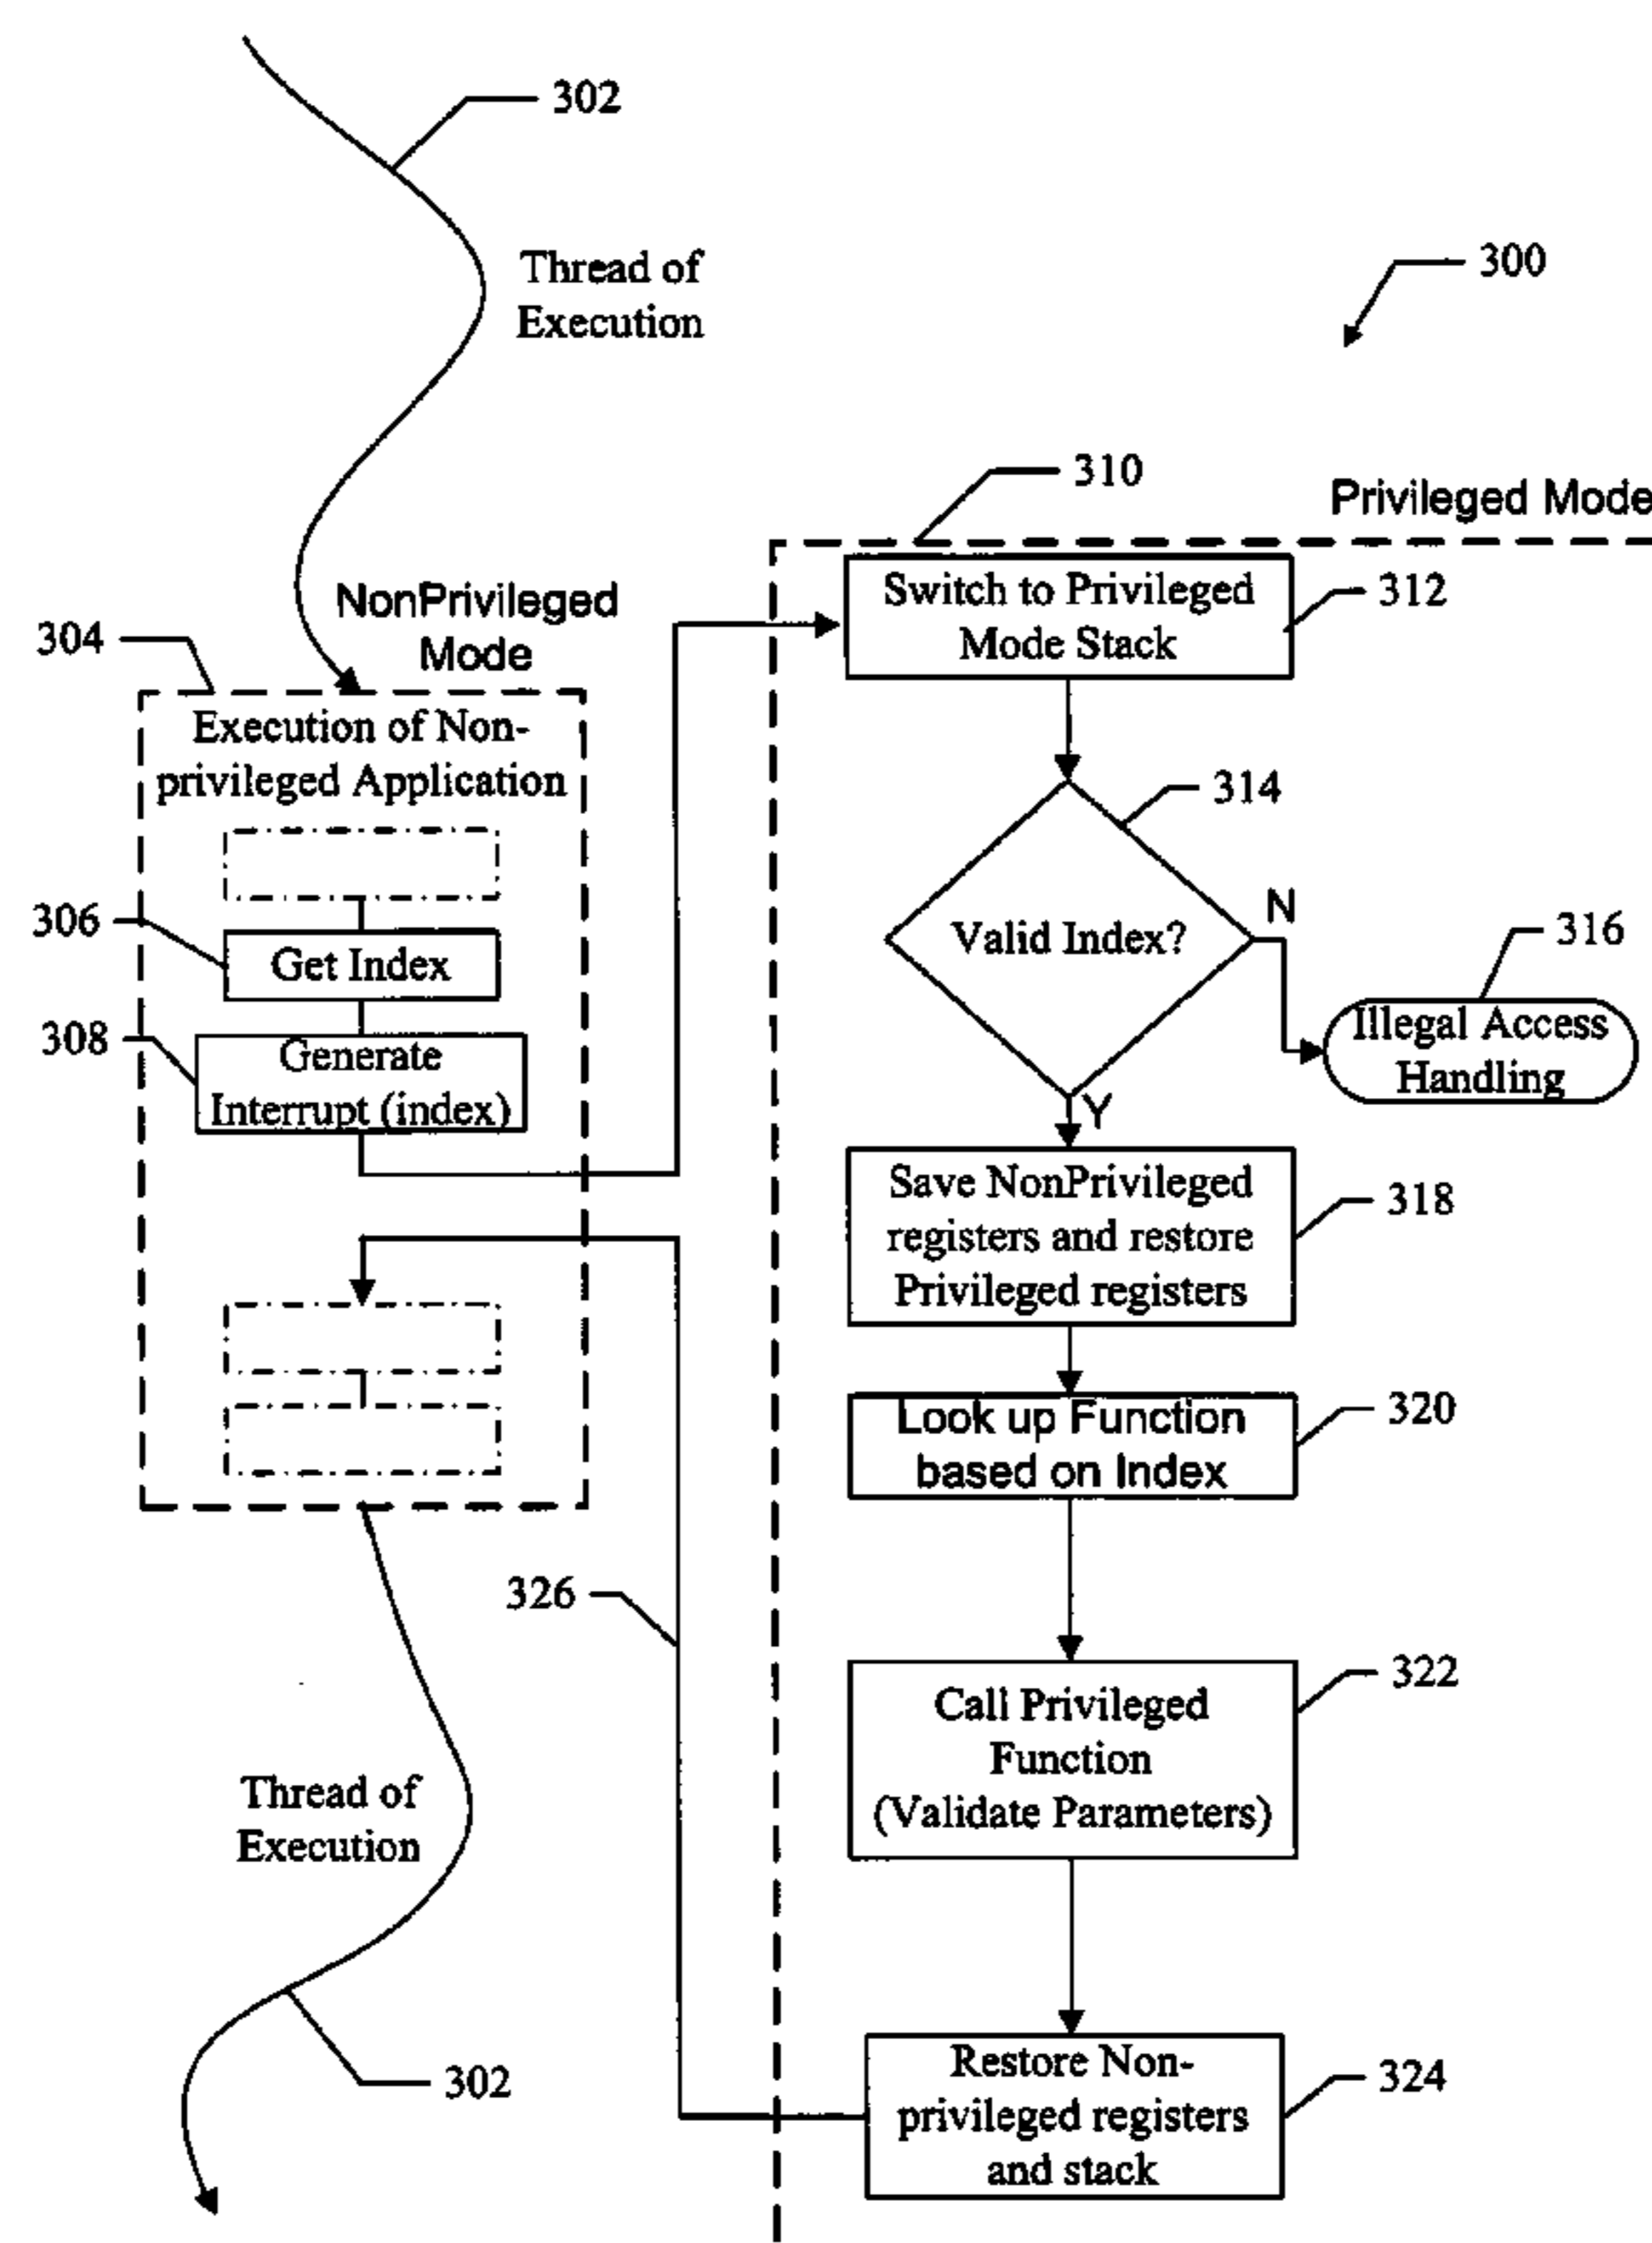 302
Thread of
Execution
300
310
Privileged Mode
Switch to Privileged
Mode Stack
312
NonPrivileged
Mode
304
Execution of Non-
privileged Application
314
Valid Index?
N
306
Get Index
316
Illegal Access
Handling
308
Generate
Interrupt (index)
Y
Save NonPrivileged
registers and restore
Privileged registers
318
Look up Function
based on Index
320
326
Call Privileged
Function
(Validate Parameters)
322
Thread of
Execution
302
Restore Non-
privileged registers
and stack
324